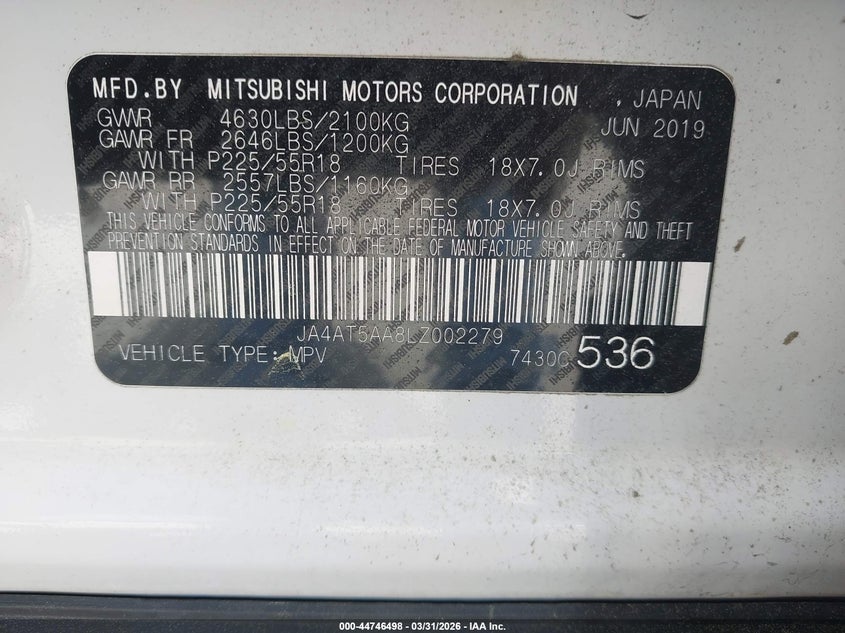 MFD.BY MITSUBISHI MOTORS CORPORATION , JAPAN
GVWR 4630LBS/2100KG JUN 2019
GAWR FR 2646LBS/1200KG
WITH P225/55R18 TIRES 18X7.0J RIMS
GAWR RR 2557LBS/1160KG
WITH P225/55R18 TIRES 18X7.0J RIMS
THIS VEHICLE CONFORMS TO ALL APPLICABLE FEDERAL MOTOR VEHICLE SAFETY AND THEFT
PREVENTION STANDARDS IN EFFECT ON THE DATE OF MANUFACTURE SHOWN ABOVE.
JA4AT5AA8LZ002279
VEHICLE TYPE: MPV 7430G 536
000-44746498 - 03/31/2026 - IAA Inc.